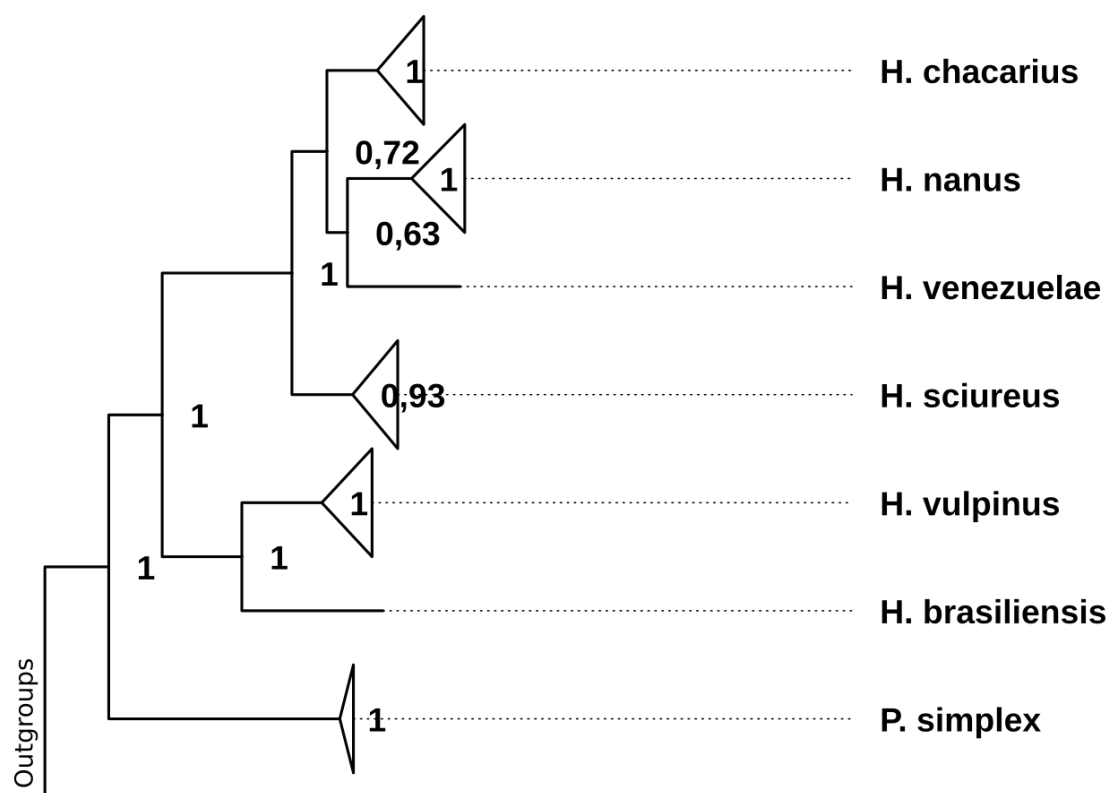 1
H. chacarius
0,72
1
H. nanus
0,63
1
H. venezuelae
0,93
H. sciureus
1
1
H. vulpinus
1
1
H. brasiliensis
Outgroups
1
P. simplex